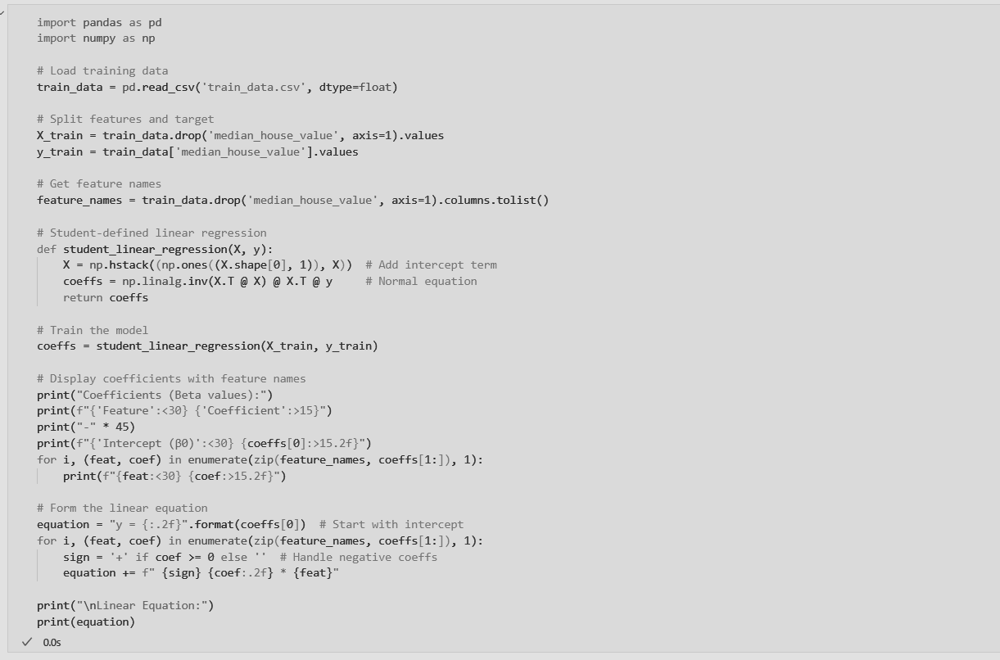 import pandas as pd
import numpy as np
# Load training data
train_data = pd.read_csv('train_data.csv', dtype=float)
# Split features and target
X_train = train_data.drop('median_house_value', axis=1).values
y_train = train_data['median_house_value'].values
# Get feature names
feature_names = train_data.drop('median_house_value', axis=1).columns.tolist()
# Student-defined linear regression
def student_linear_regression(X, y):
    X = np.hstack((np.ones((X.shape[0], 1)), X))  # Add intercept term
    coeffs = np.linalg.inv(X.T @ X) @ X.T @ y     # Normal equation
    return coeffs
# Train the model
coeffs = student_linear_regression(X_train, y_train)
# Display coefficients with feature names
print("Coefficients (Beta values):")
print(f"{'Feature':<30} {'Coefficient':>15}")
print("-" * 45)
print(f"{'Intercept (β0)':<30} {coeffs[0]:>15.2f}")
for i, (feat, coef) in enumerate(zip(feature_names, coeffs[1:]), 1):
    print(f"{feat:<30} {coef:>15.2f}")
# Form the linear equation
equation = "y = {:.2f}".format(coeffs[0])  # Start with intercept
for i, (feat, coef) in enumerate(zip(feature_names, coeffs[1:]), 1):
    sign = '+' if coef >= 0 else ''  # Handle negative coeffs
    equation += f" {sign} {coef:.2f} * {feat}"
print("\nLinear Equation:")
print(equation)
0.0s